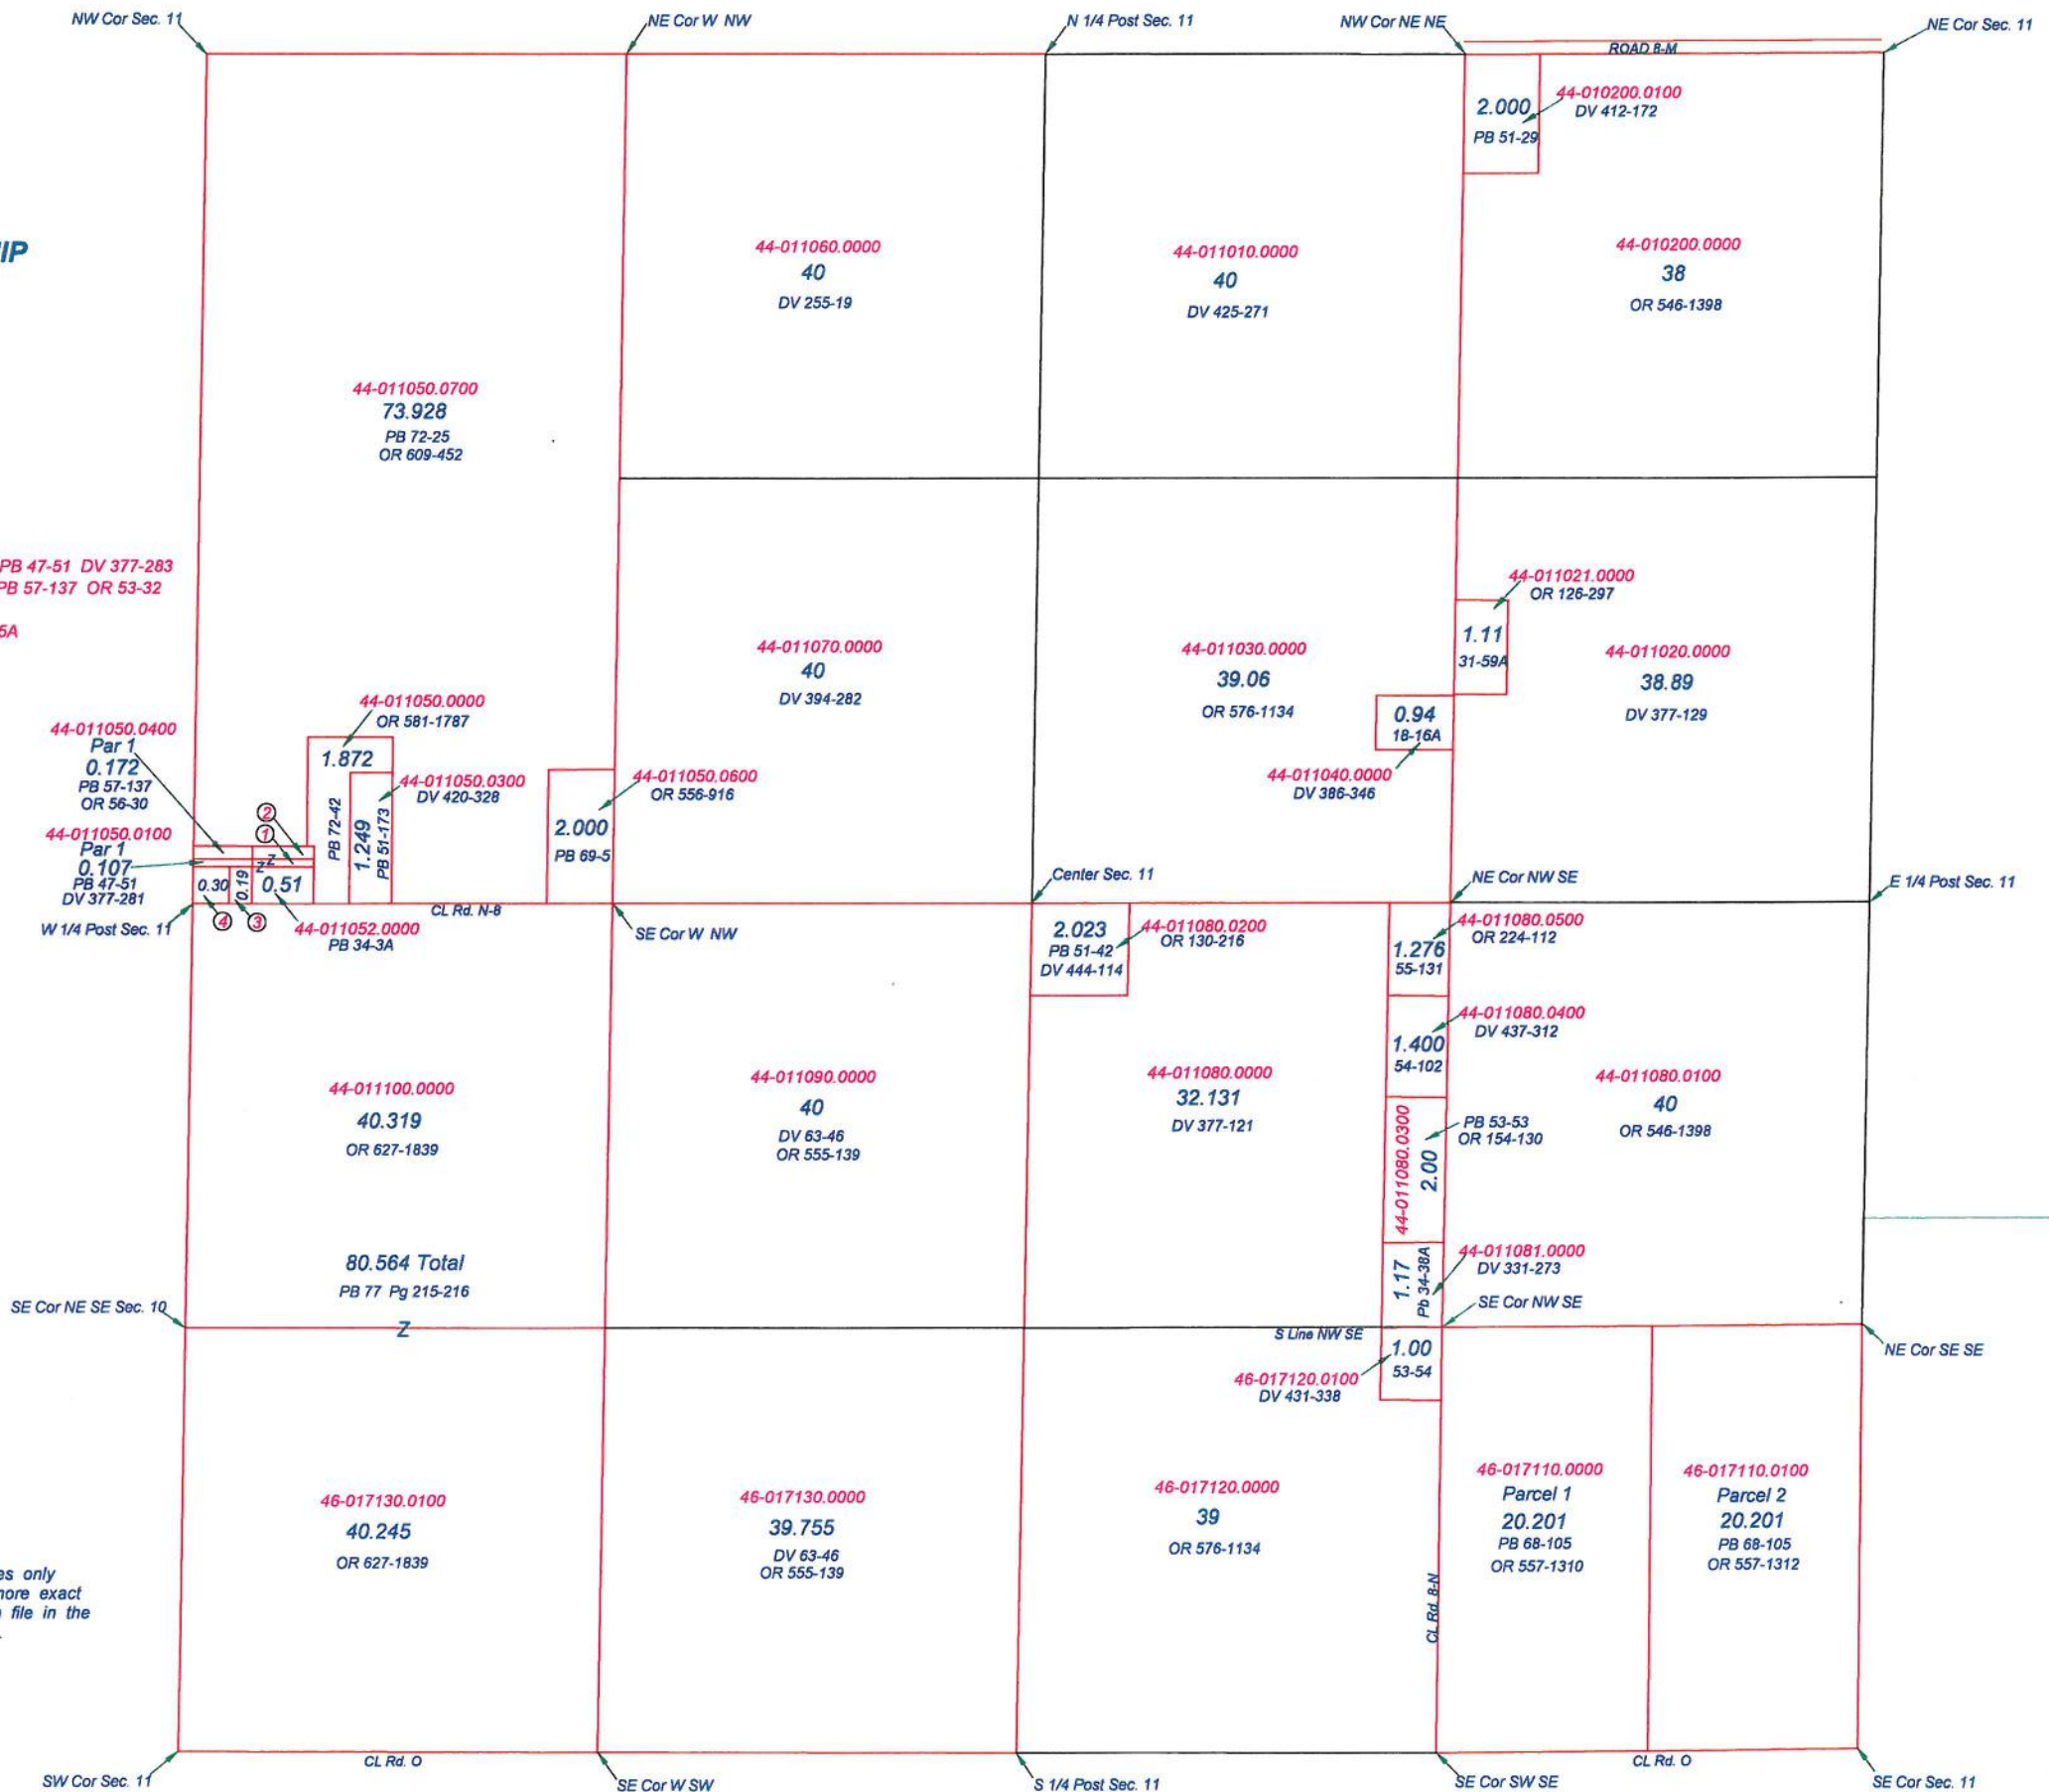 NW Cor Sec. 11
NE Cor W NW
N 1/4 Post Sec. 11
NW Cor NE NE
NE Cor Sec. 11
ROAD 8-M
2.000
PB 51-29
44-010200.0100
DV 412-172
IP
44-011060.0000
40
DV 255-19
44-011010.0000
40
DV 425-271
44-010200.0000
38
OR 546-1398
44-011050.0700
73.928
PB 72-25
OR 609-452
PB 47-51 DV 377-283
PB 57-137 OR 53-32
5A
44-011070.0000
40
DV 394-282
44-011030.0000
39.06
OR 576-1134
44-011021.0000
OR 126-297
1.11
31-59A
44-011020.0000
38.89
DV 377-129
0.94
18-16A
44-011040.0000
DV 386-346
44-011050.0400
Par 1
0.172
PB 57-137
OR 56-30
44-011050.0100
Par 1
0.107
PB 47-51
DV 377-281
44-011050.0000
OR 581-1787
1.872
PB 72-42
44-011050.0300
DV 420-328
1.249
PB 51-173
44-011050.0600
OR 556-916
2.000
PB 69-5
2
1
Z
Z
0.30
0.19
0.51
4
3
44-011052.0000
PB 34-3A
CL Rd. N-8
W 1/4 Post Sec. 11
SE Cor W NW
Center Sec. 11
NE Cor NW SE
E 1/4 Post Sec. 11
2.023
PB 51-42
DV 444-114
44-011080.0200
OR 130-216
1.276
55-131
44-011080.0500
OR 224-112
1.400
54-102
44-011080.0400
DV 437-312
44-011100.0000
40.319
OR 627-1839
44-011090.0000
40
DV 63-46
OR 555-139
44-011080.0000
32.131
DV 377-121
44-011080.0300
2.00
PB 53-53
OR 154-130
44-011080.0100
40
OR 546-1398
80.564 Total
PB 77 Pg 215-216
1.17
Pb 34-38A
44-011081.0000
DV 331-273
SE Cor NE SE Sec. 10
Z
S Line NW SE
SE Cor NW SE
NE Cor SE SE
1.00
53-54
46-017120.0100
DV 431-338
46-017130.0100
40.245
OR 627-1839
46-017130.0000
39.755
DV 63-46
OR 555-139
46-017120.0000
39
OR 576-1134
46-017110.0000
Parcel 1
20.201
PB 68-105
OR 557-1310
46-017110.0100
Parcel 2
20.201
PB 68-105
OR 557-1312
CL Rd. 8-N
es only
nore exact
file in the
CL Rd. O
CL Rd. O
SW Cor Sec. 11
SE Cor W SW
S 1/4 Post Sec. 11
SE Cor SW SE
SE Cor Sec. 11